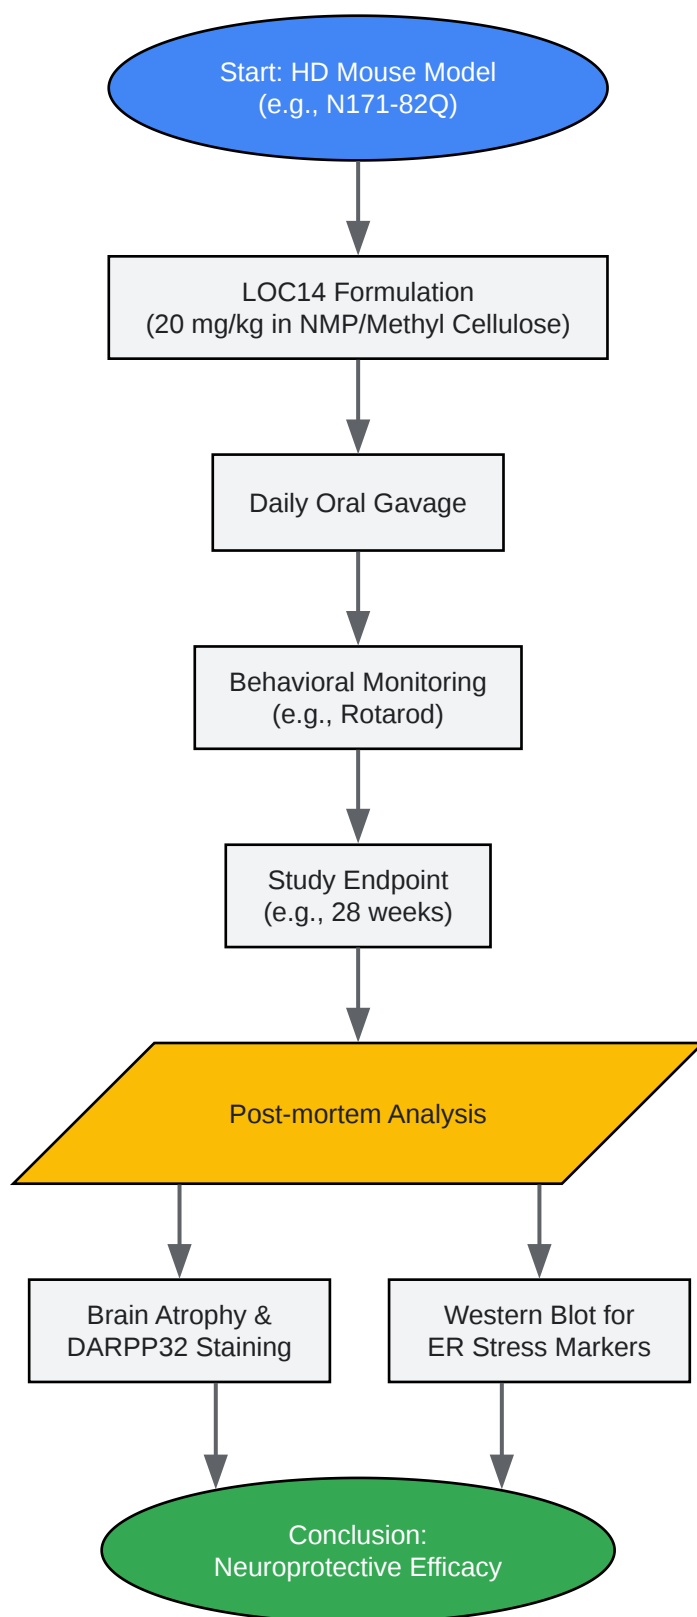 Start: HD Mouse Model
(e.g., N171-82Q)
LOC14 Formulation
(20 mg/kg in NMP/Methyl Cellulose)
Daily Oral Gavage
Behavioral Monitoring
(e.g., Rotarod)
Study Endpoint
(e.g., 28 weeks)
Post-mortem Analysis
Brain Atrophy &
DARPP32 Staining
Western Blot for
ER Stress Markers
Conclusion:
Neuroprotective Efficacy